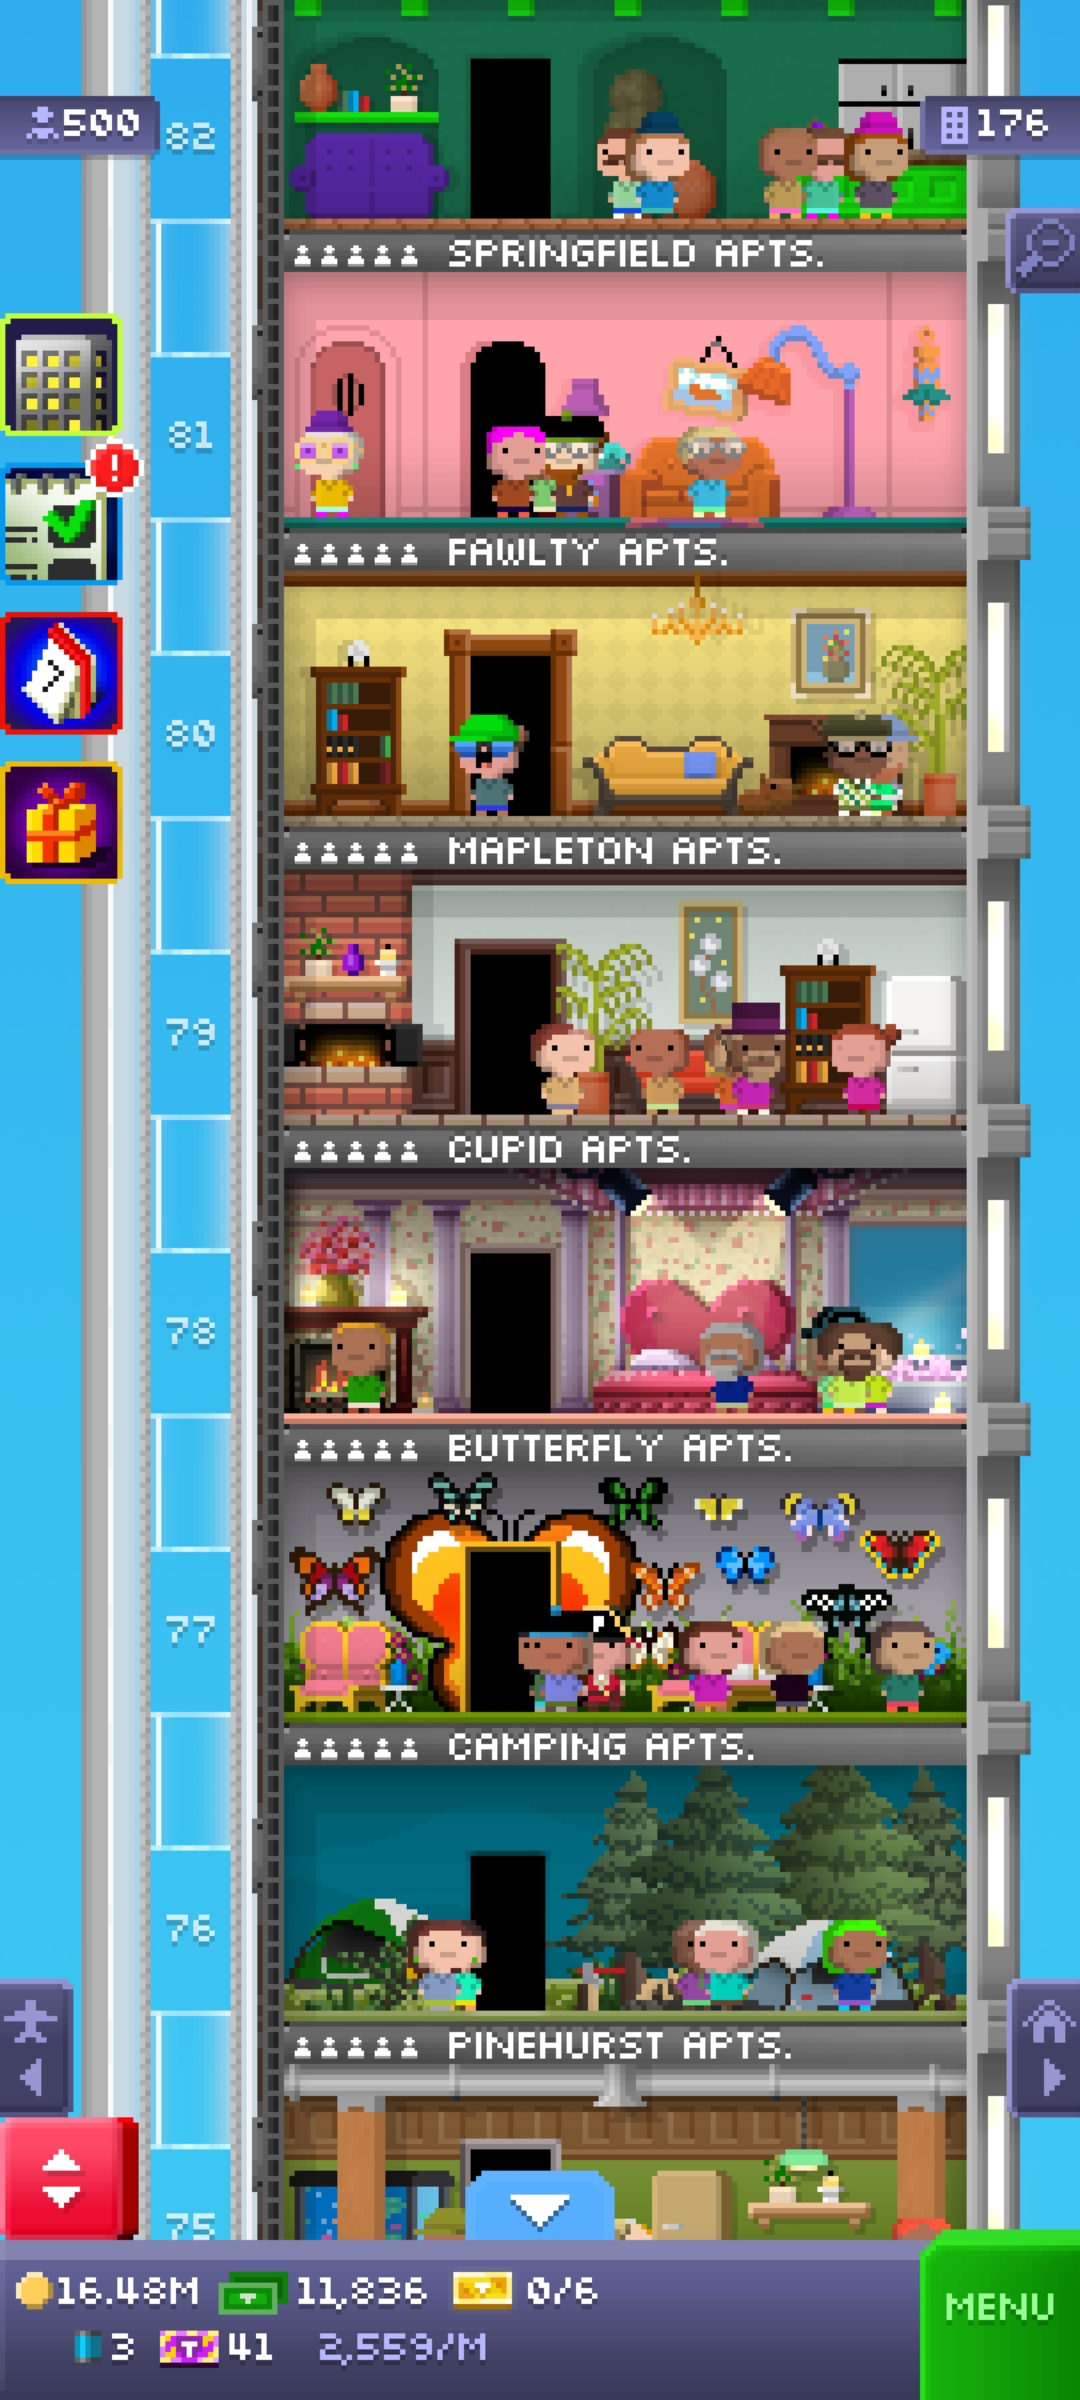 500
82
176
SPRINGFIELD APTS.
81
FAWLTY APTS.
7
80
MAPLETON APTS.
79
CUPID APTS.
78
BUTTERFLY APTS.
77
CAMPING APTS.
76
PINEHURST APTS.
75
16.48M 11,836 0/6
MENU
3 T 41 2,559/M